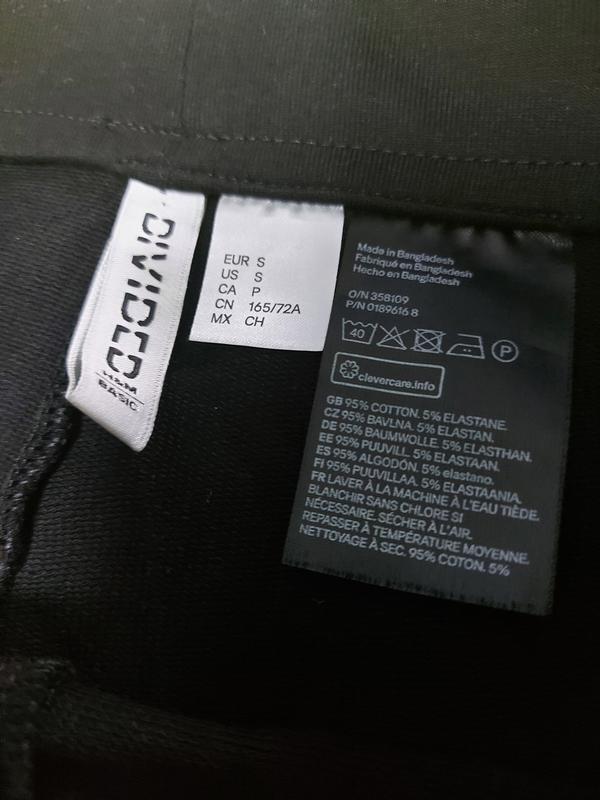 DIVIDED
H&M
BASIC
EUR S
US S
CA P
CN 165/72A
MX CH
Made in Bangladesh
Fabriqué en Bangladesh
Hecho en Bangladesh
O/N 358109
P/N 0189616 8
40
P
clevercare.info
GB 95% COTTON. 5% ELASTANE.
CZ 95% BAVLNA. 5% ELASTAN.
DE 95% BAUMWOLLE. 5% ELASTHAN.
EE 95% PUUVILL. 5% ELASTAAN.
ES 95% ALGODÓN. 5% elastano.
FI 95% PUUVILLAA. 5% ELASTAANIA.
FR LAVER À LA MACHINE À L'EAU TIÈDE.
BLANCHIR SANS CHLORE SI
NÉCESSAIRE. SÉCHER À L'AIR.
REPASSER À TEMPÉRATURE MOYENNE.
NETTOYAGE À SEC. 95% COTON. 5%